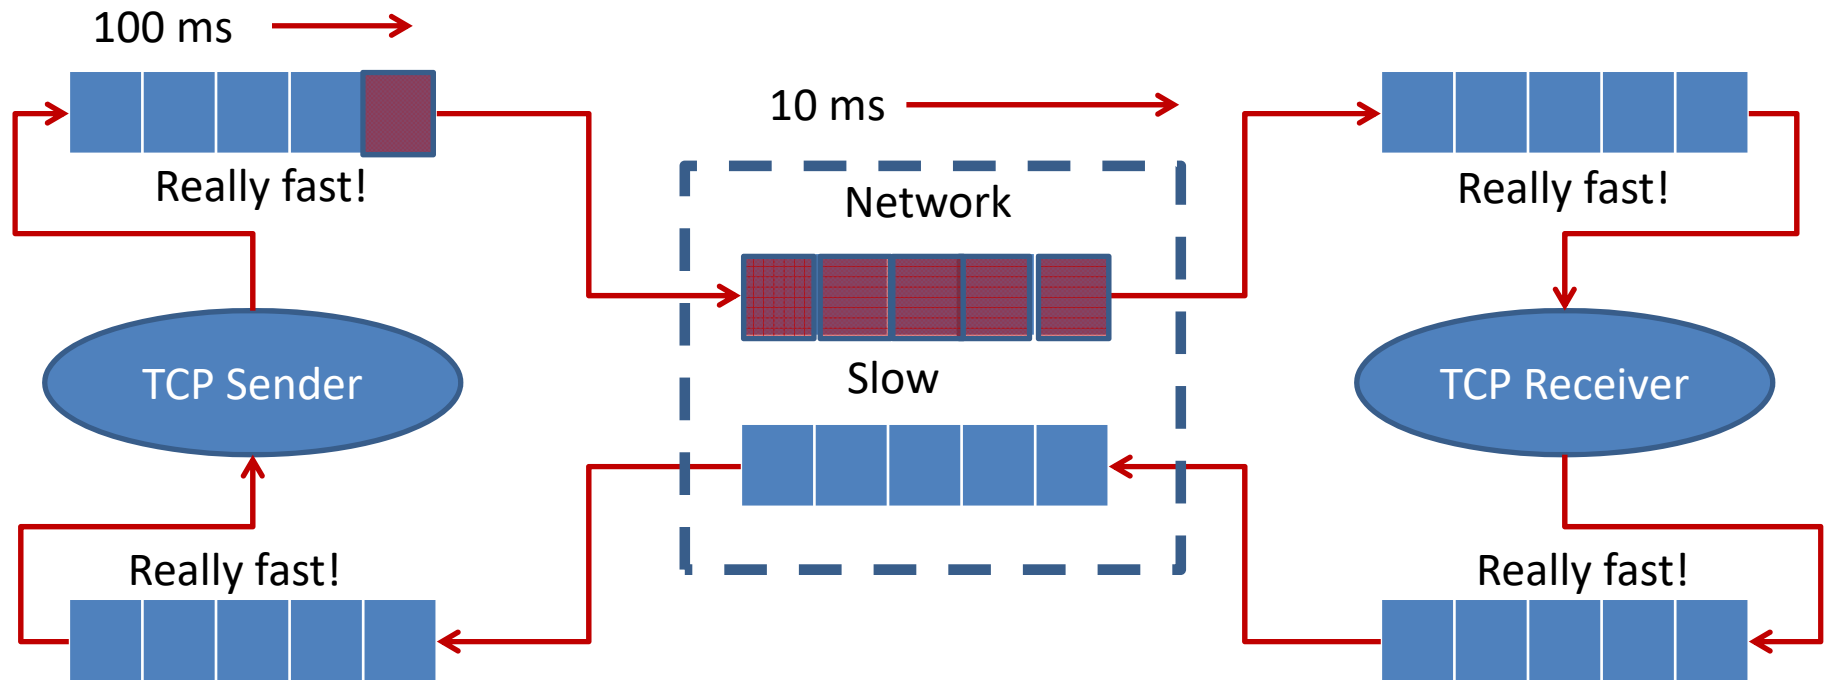 100 ms
10 ms
Really fast!
Network
Really fast!
TCP Sender
Slow
TCP Receiver
Really fast!
Really fast!